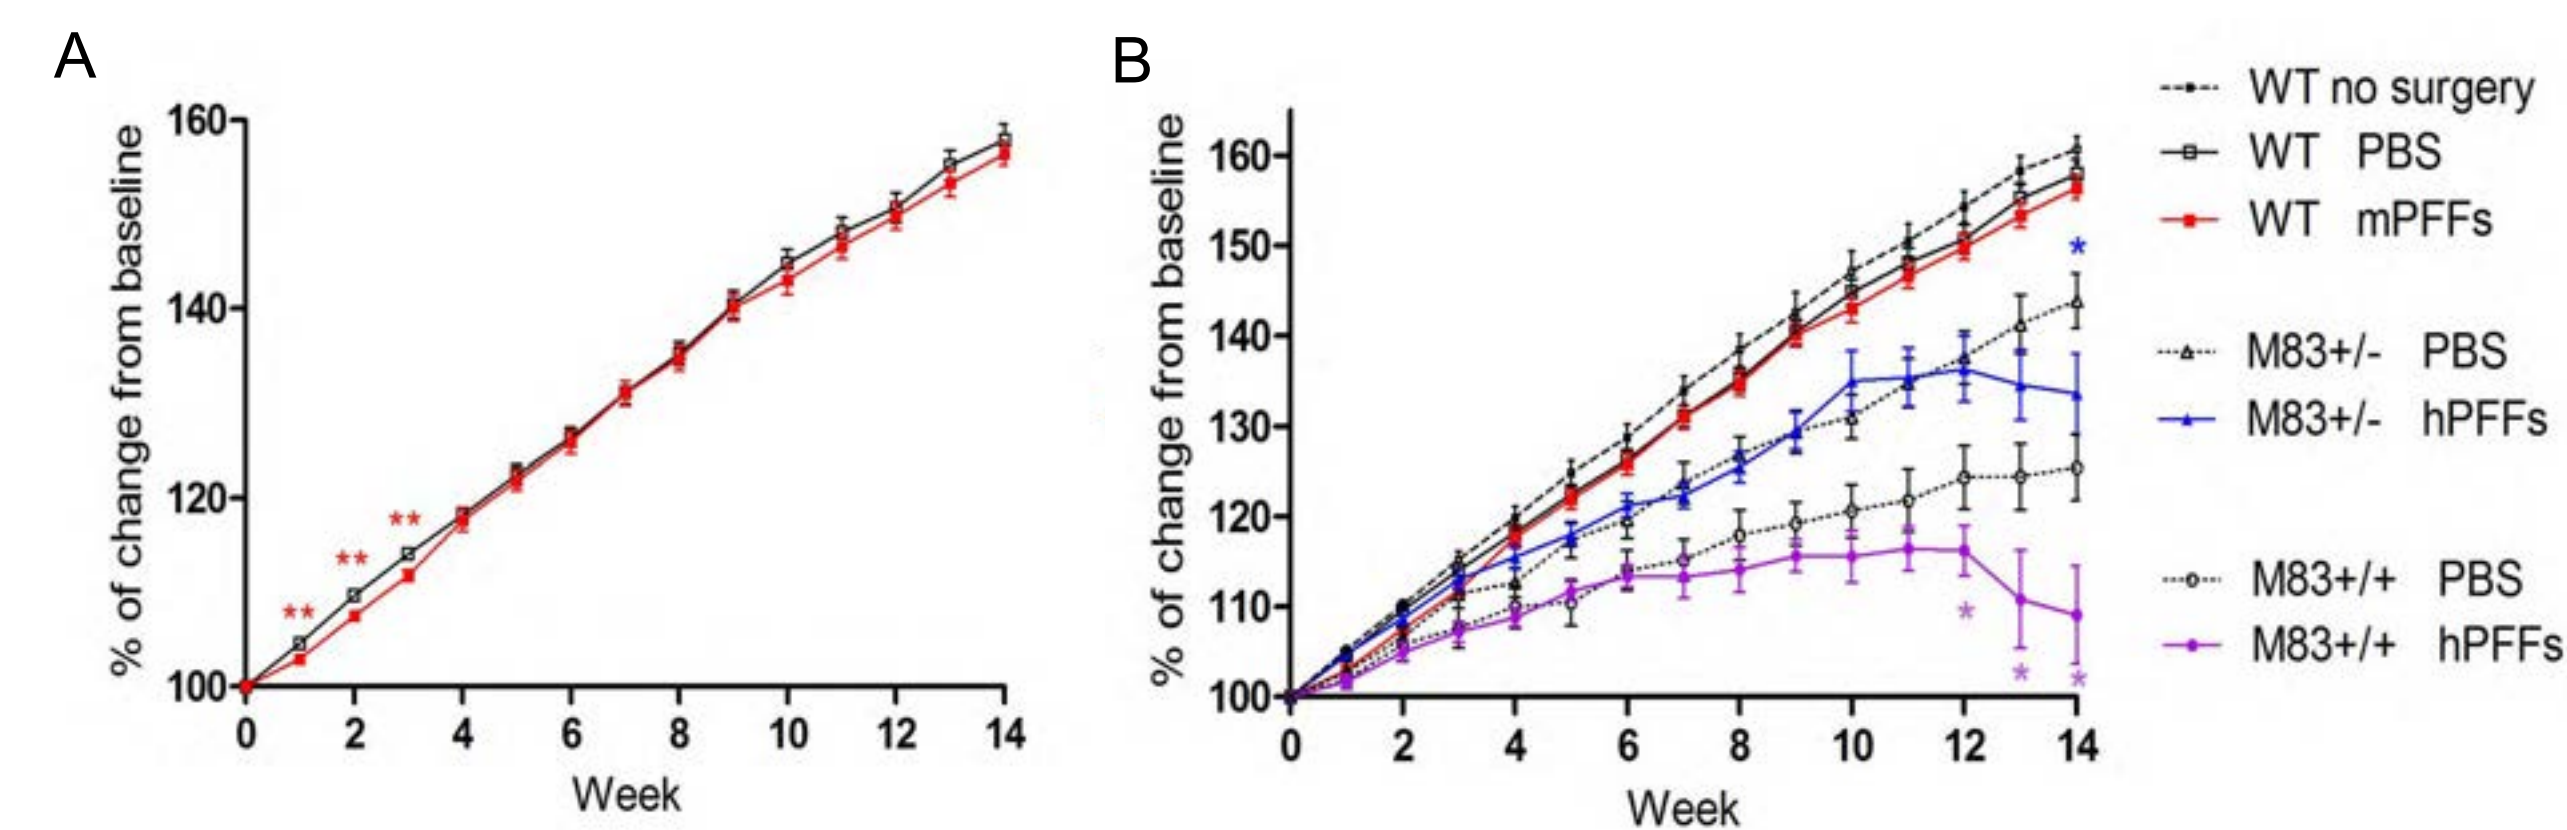 A
% of change from baseline
160
140
120
100
** ** **
0 2 4 6 8 10 12 14
Week
B
% of change from baseline
160
150
140
130
120
110
100
*
*
* *
0 2 4 6 8 10 12 14
Week
WT no surgery
WT PBS
WT mPFFs
M83+/- PBS
M83+/- hPFFs
M83+/+ PBS
M83+/+ hPFFs